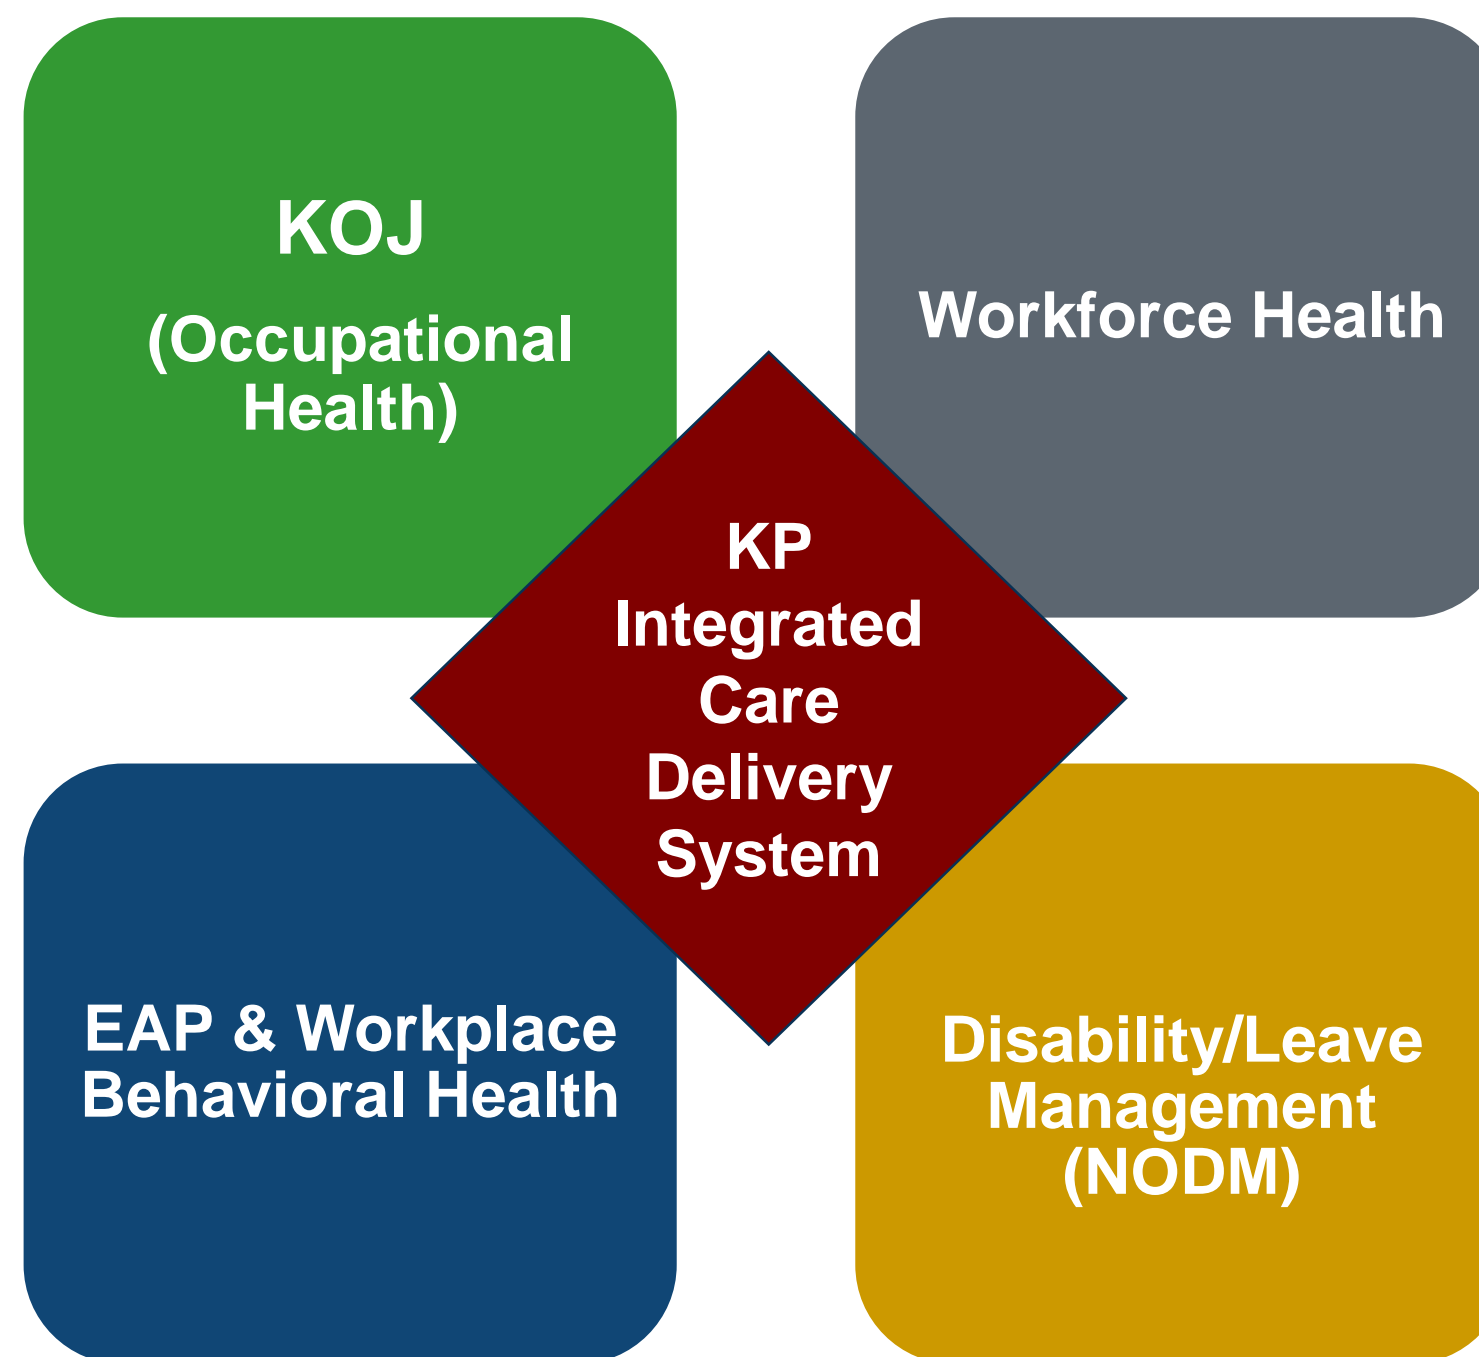 KOJ
(Occupational
Health)
Workforce Health
KP
Integrated
Care
Delivery
System
EAP & Workplace
Behavioral Health
Disability/Leave
Management
(NODM)